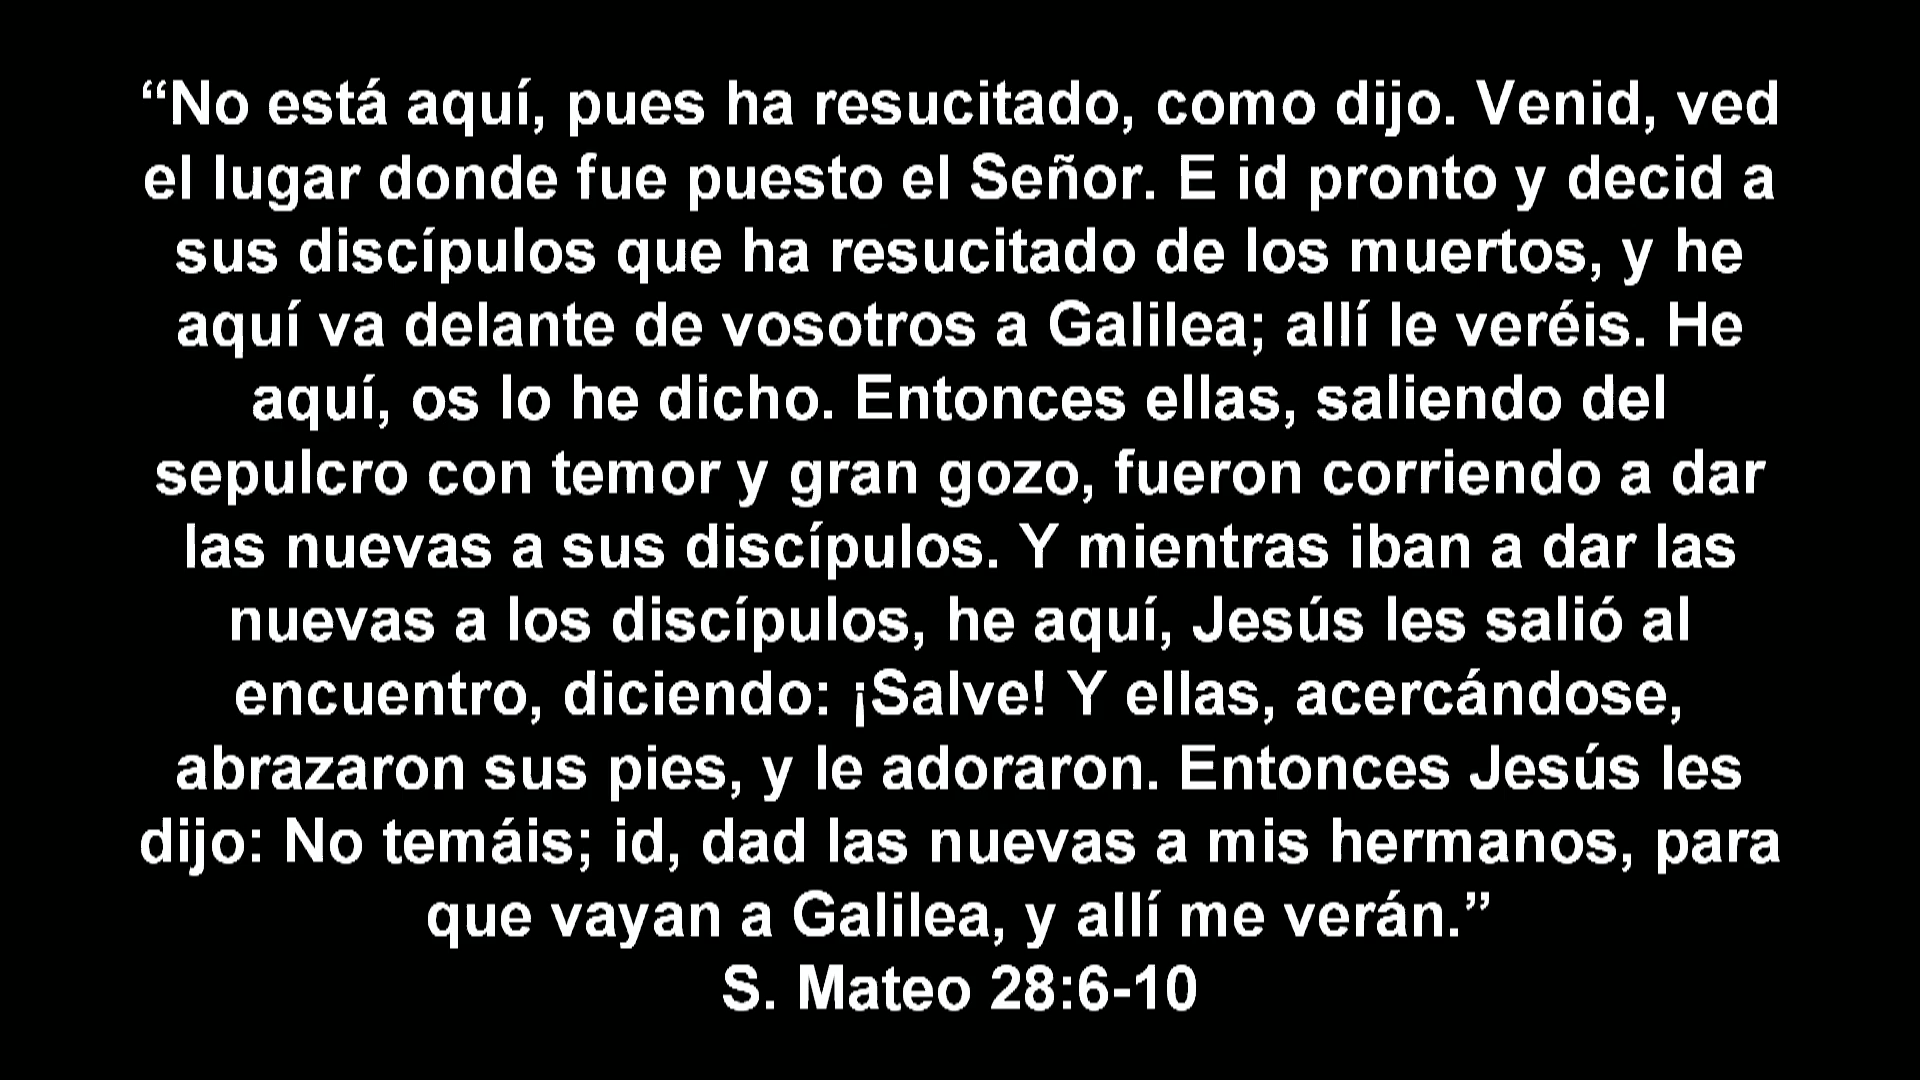 “No está aquí, pues ha resucitado, como dijo. Venid, ved
el lugar donde fue puesto el Señor. E id pronto y decid a
sus discípulos que ha resucitado de los muertos, y he
aquí va delante de vosotros a Galilea; allí le veréis. He
aquí, os lo he dicho. Entonces ellas, saliendo del
sepulcro con temor y gran gozo, fueron corriendo a dar
las nuevas a sus discípulos. Y mientras iban a dar las
nuevas a los discípulos, he aquí, Jesús les salió al
encuentro, diciendo: ¡Salve! Y ellas, acercándose,
abrazaron sus pies, y le adoraron. Entonces Jesús les
dijo: No temáis; id, dad las nuevas a mis hermanos, para
que vayan a Galilea, y allí me verán.”
S. Mateo 28:6-10